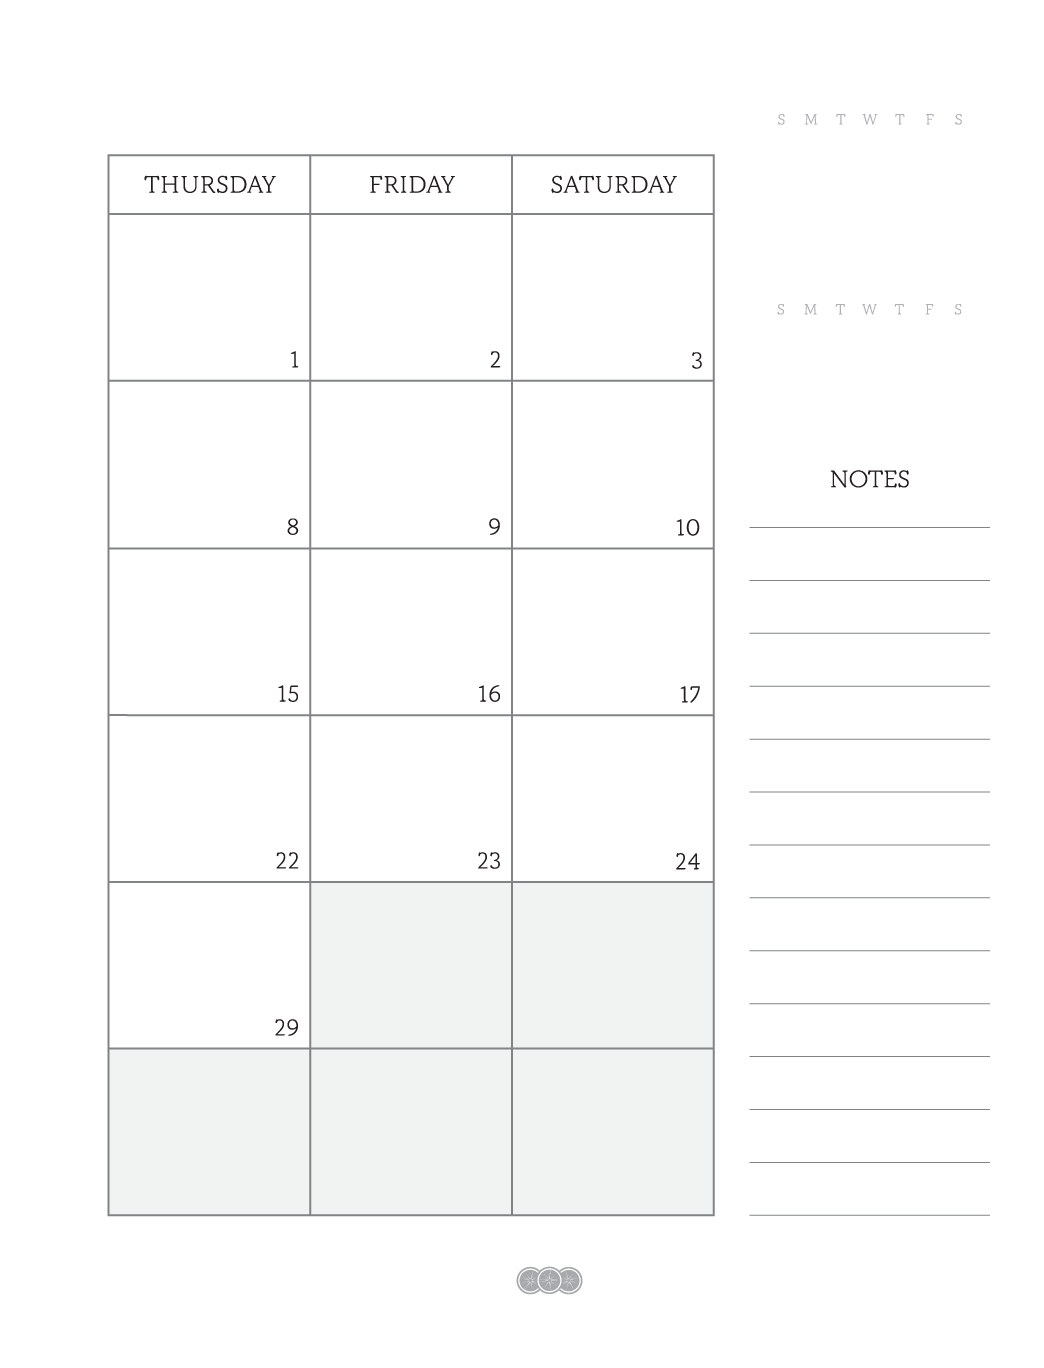 S M T W T F S
THURSDAY FRIDAY SATURDAY
1 2 3
S M T W T F S
8 9 10
NOTES
15 16 17
22 23 24
29